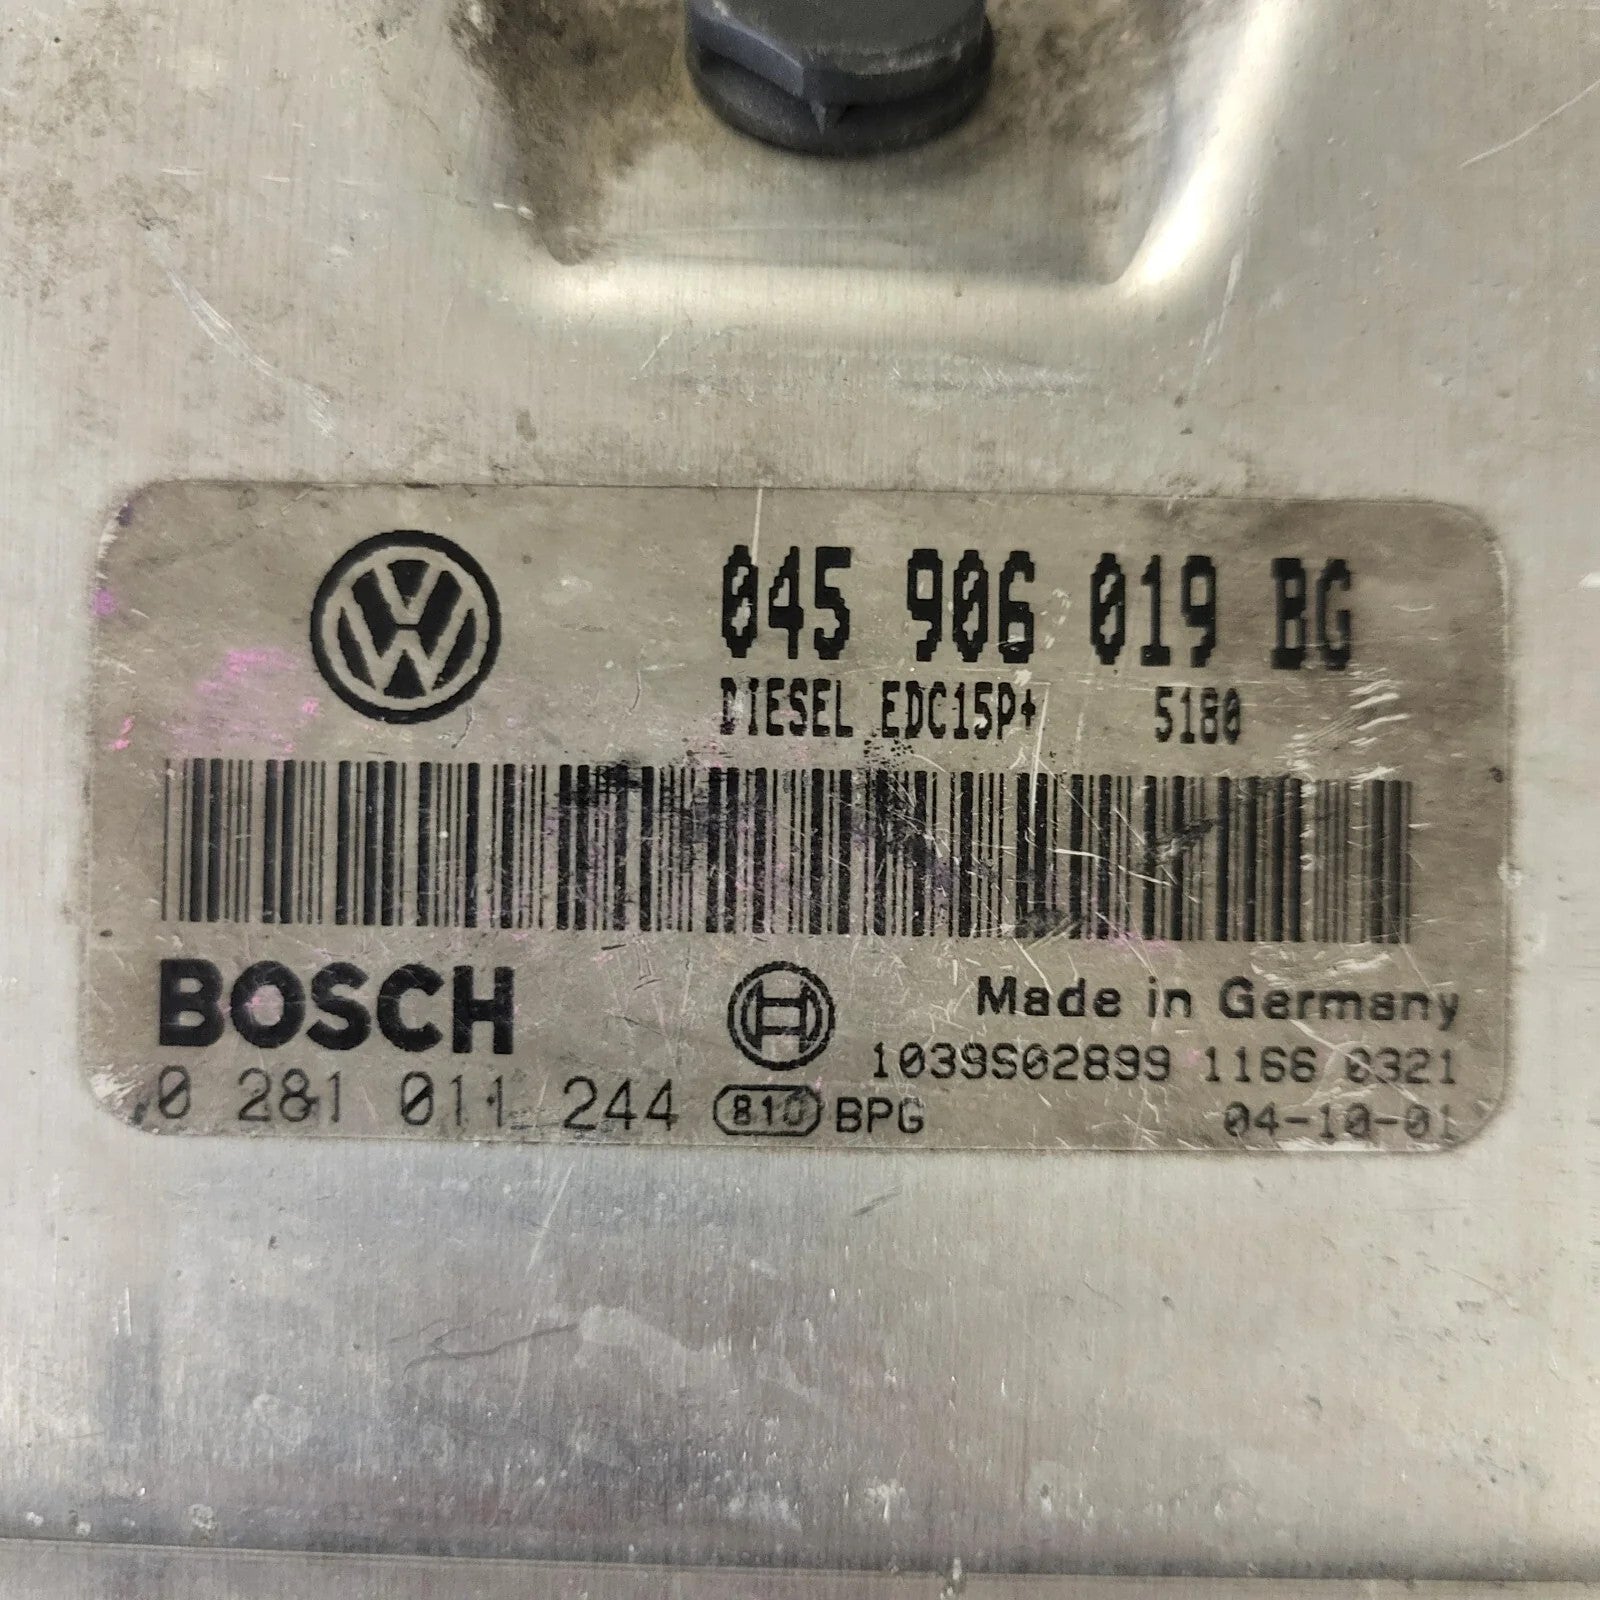 045 906 019 BG
DIESEL EDC15P+ 5180
BOSCH
Made in Germany
1039S02899 1166 0321
0 281 011 244 810 BPG 04-10-01